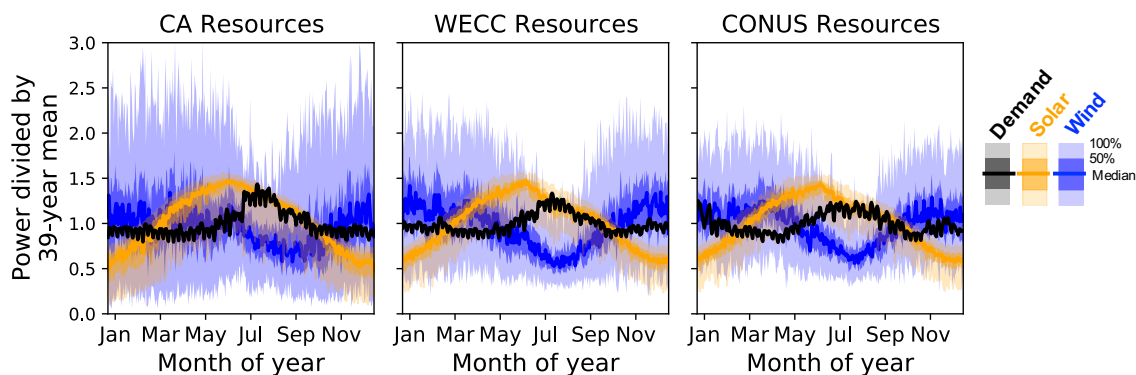 CA Resources
WECC Resources
CONUS Resources
Power divided by
39-year mean
3.0
2.5
2.0
1.5
1.0
0.5
0.0
Jan Mar May Jul Sep Nov
Jan Mar May Jul Sep Nov
Jan Mar May Jul Sep Nov
Month of year
Month of year
Month of year
Demand
Solar
Wind
100%
50%
Median